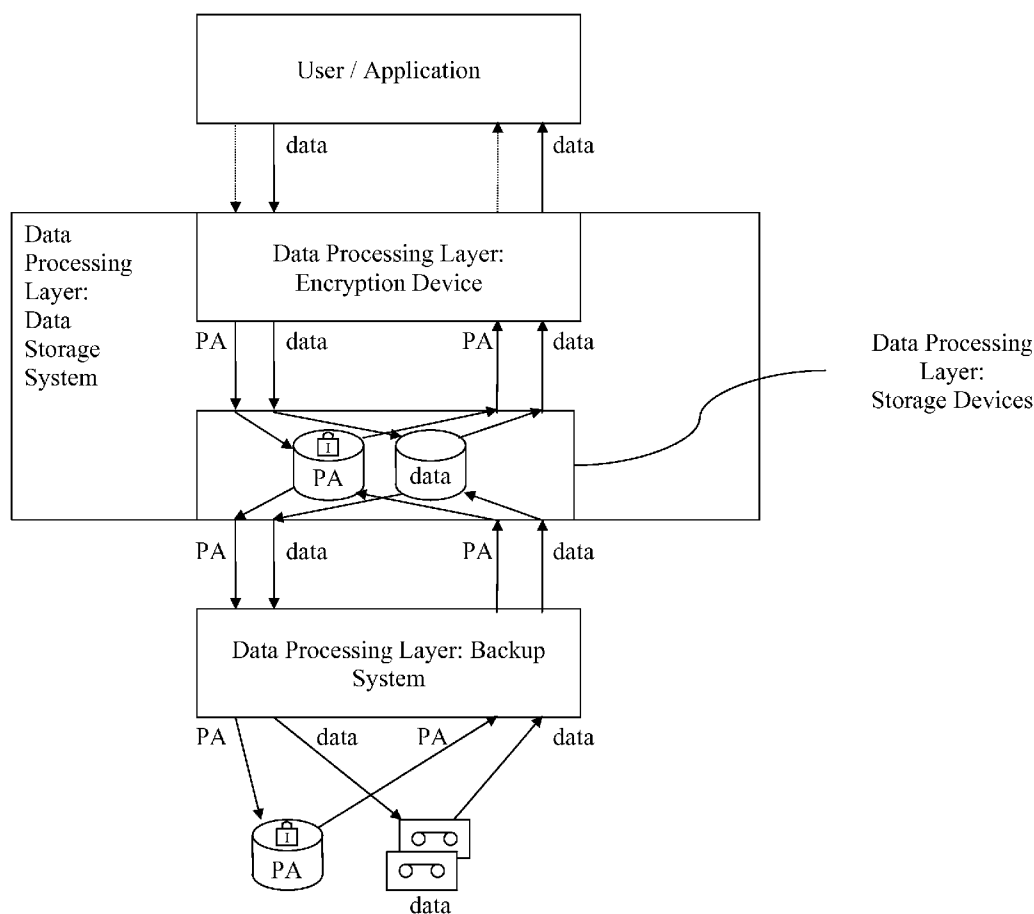 User / Application
data
data
Data
Processing
Layer:
Data
Storage
System
Data Processing Layer:
Encryption Device
PA
data
PA
data
Data Processing
Layer:
Storage Devices
I
PA
data
PA
data
PA
data
Data Processing Layer: Backup
System
PA
data
PA
data
I
PA
data